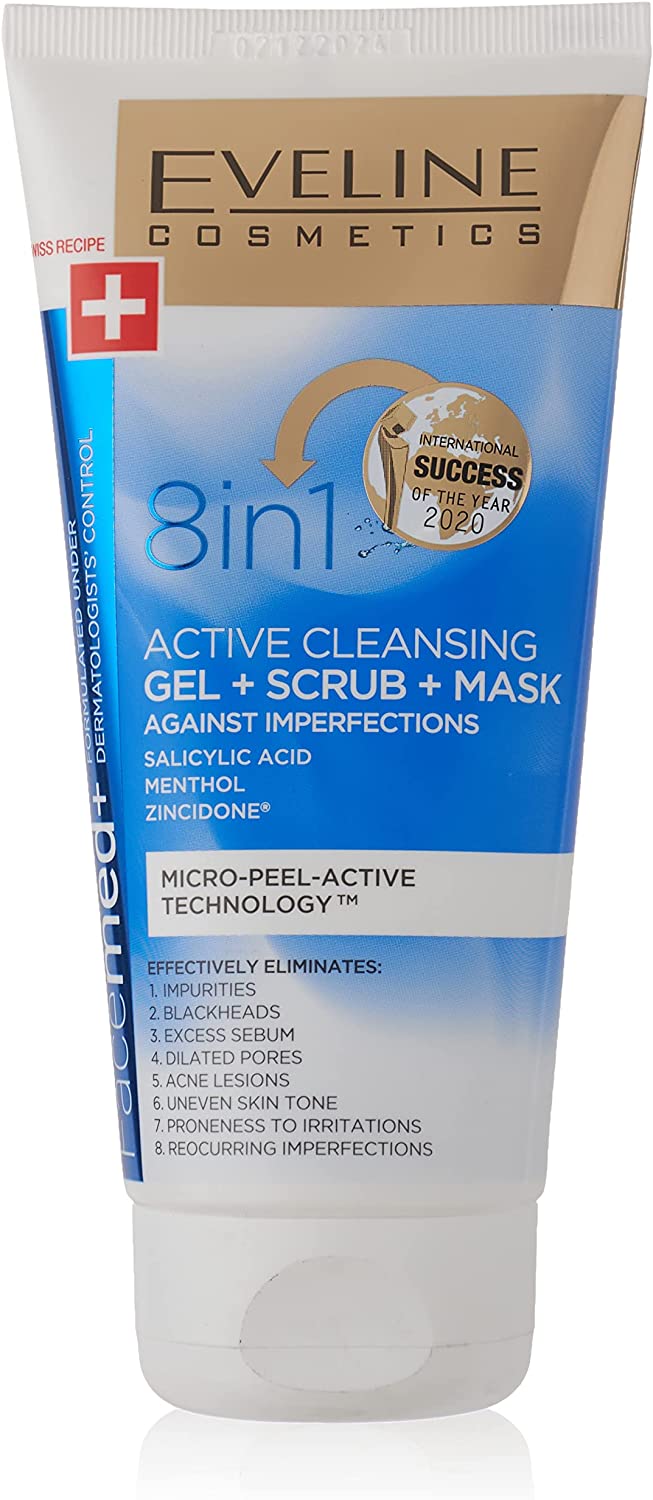 02122024
EVELINE
COSMETICS
SWISS RECIPE
8in1
INTERNATIONAL
SUCCESS
OF THE YEAR
2020
ACTIVE CLEANSING
GEL + SCRUB + MASK
AGAINST IMPERFECTIONS
SALICYLIC ACID
MENTHOL
ZINCIDONE®
MICRO-PEEL-ACTIVE
TECHNOLOGY™
EFFECTIVELY ELIMINATES:
1. IMPURITIES
2. BLACKHEADS
3. EXCESS SEBUM
4. DILATED PORES
5. ACNE LESIONS
6. UNEVEN SKIN TONE
7. PRONENESS TO IRRITATIONS
8. REOCURRING IMPERFECTIONS
Facemed+
FORMULATED UNDER
DERMATOLOGISTS' CONTROL